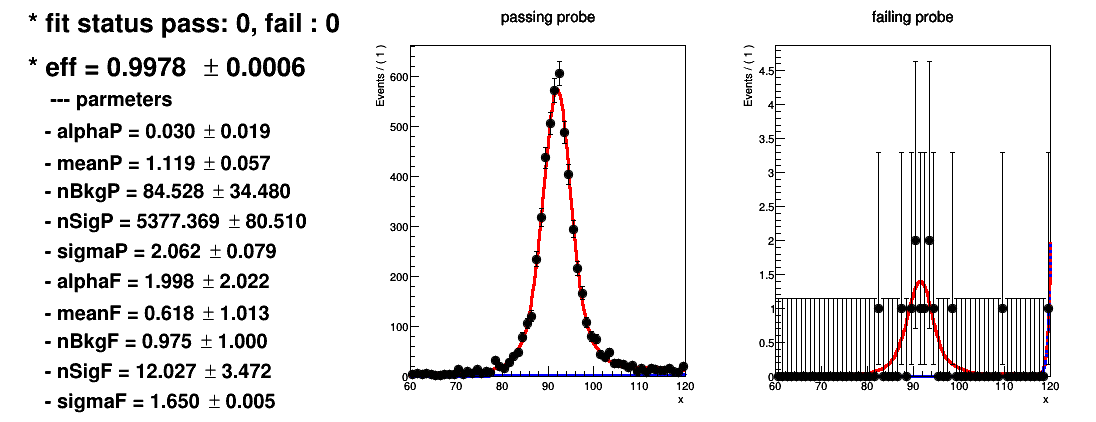 * fit status pass: 0, fail : 0
* eff = 0.9978 ± 0.0006
--- parmeters
- alphaP = 0.030 ± 0.019
- meanP = 1.119 ± 0.057
- nBkgP = 84.528 ± 34.480
- nSigP = 5377.369 ± 80.510
- sigmaP = 2.062 ± 0.079
- alphaF = 1.998 ± 2.022
- meanF = 0.618 ± 1.013
- nBkgF = 0.975 ± 1.000
- nSigF = 12.027 ± 3.472
- sigmaF = 1.650 ± 0.005
passing probe
Events / ( 1 )
600
500
400
300
200
100
0
60 70 80 90 100 110 120
x
failing probe
Events / ( 1 )
4.5
4
3.5
3
2.5
2
1.5
1
0.5
0
60 70 80 90 100 110 120
x